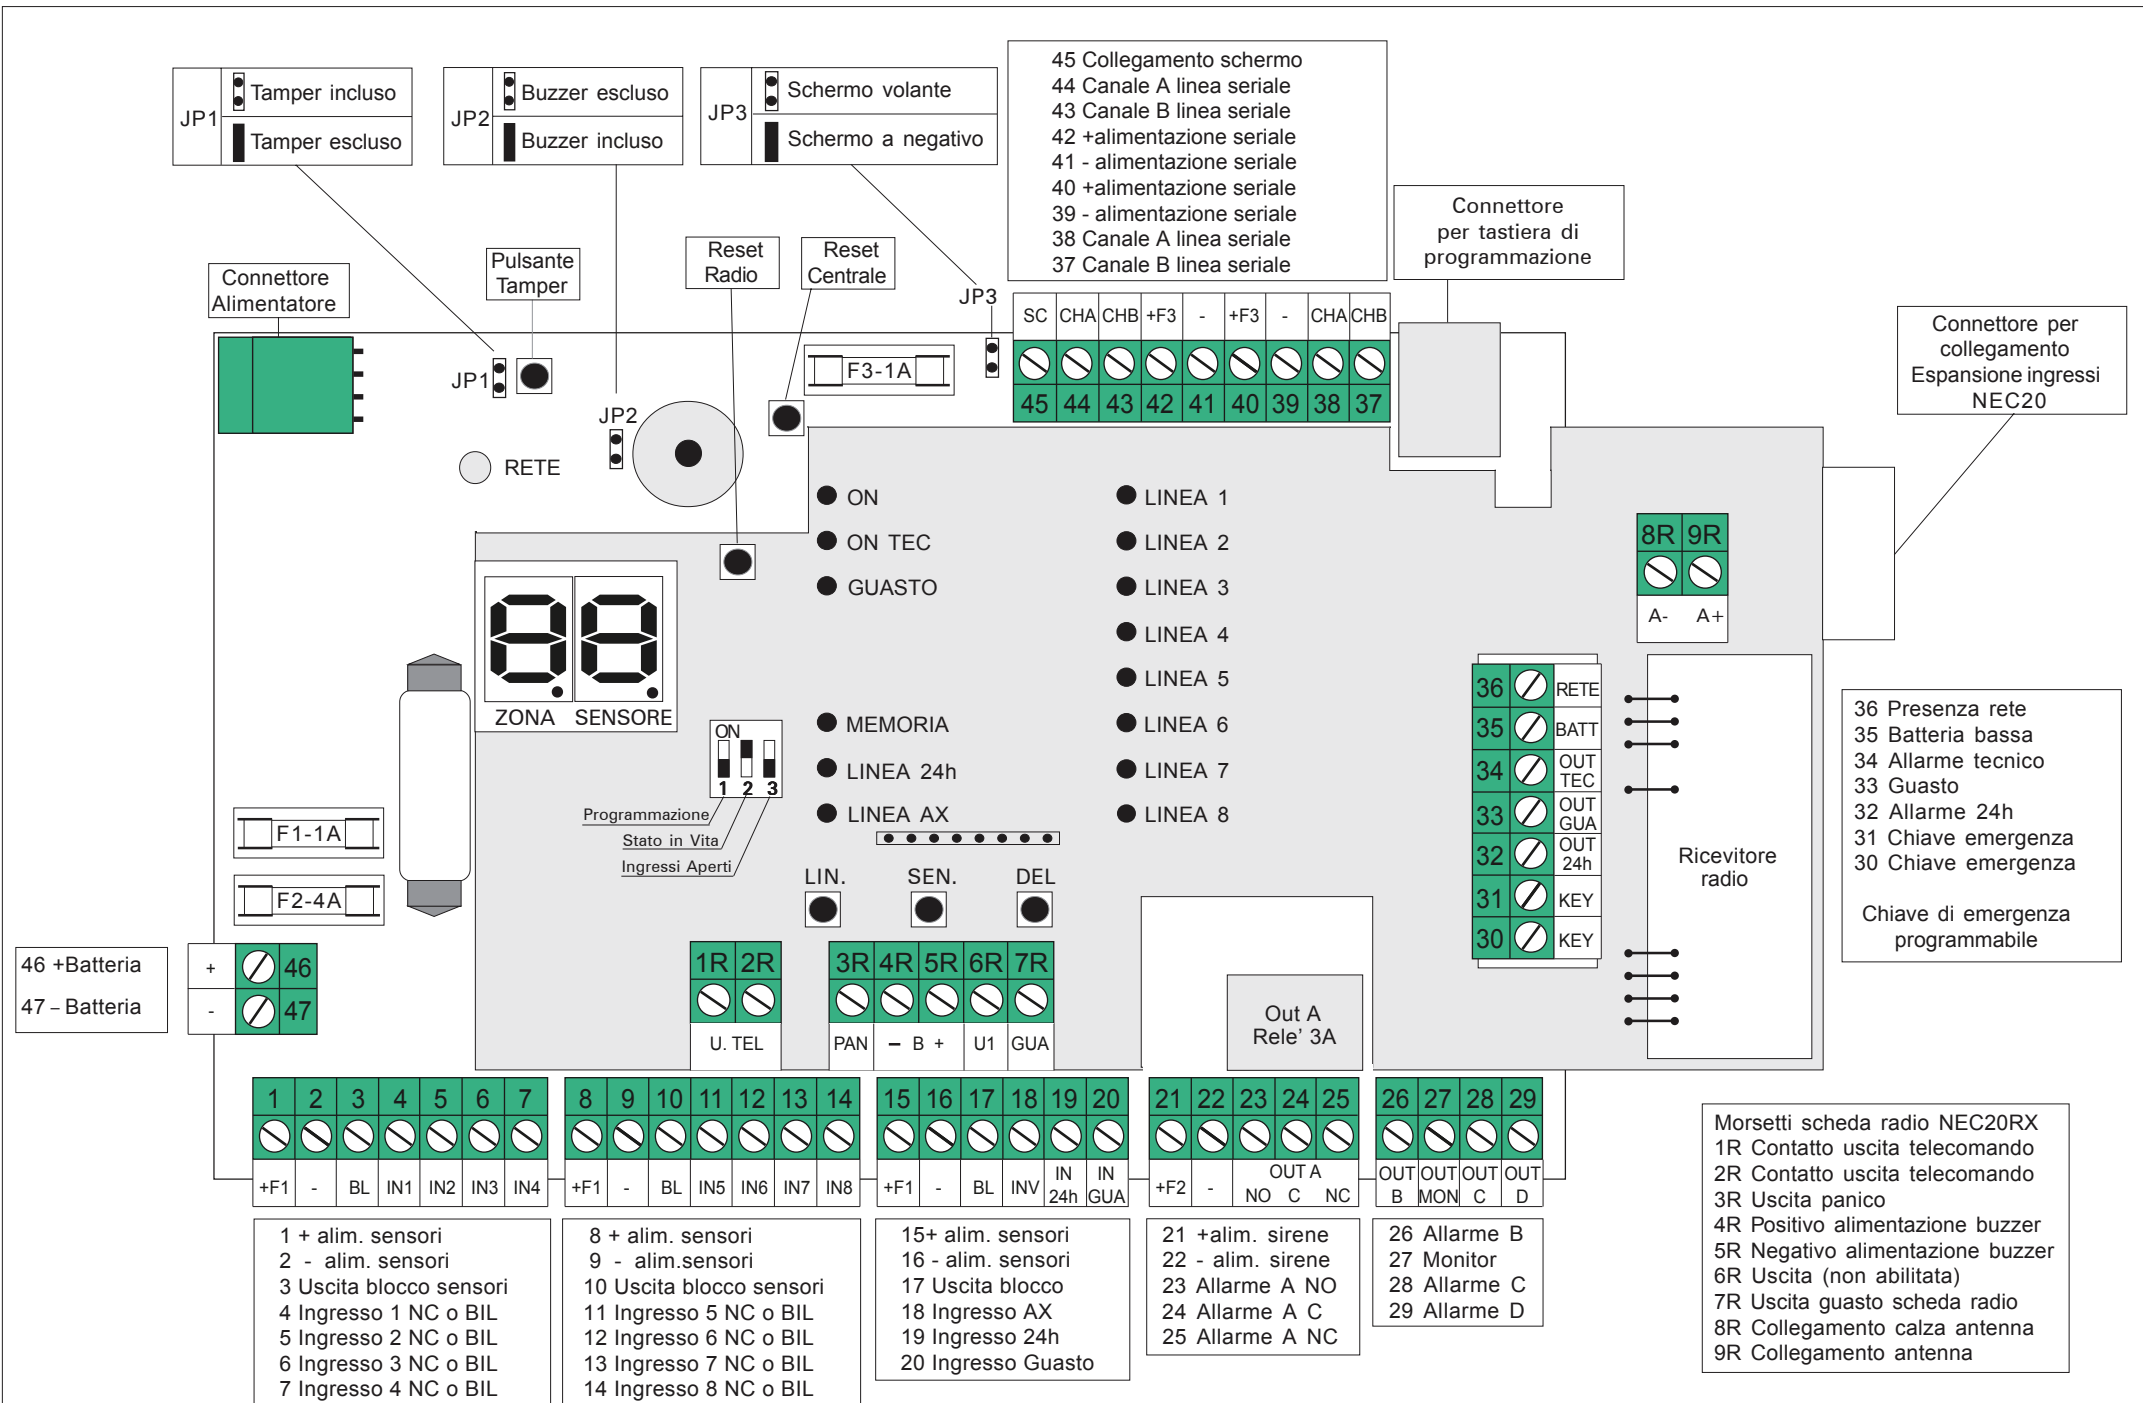 JP1
Tamper incluso
Tamper escluso
JP2
Buzzer escluso
Buzzer incluso
JP3
Schermo volante
Schermo a negativo
45 Collegamento schermo
44 Canale A linea seriale
43 Canale B linea seriale
42 +alimentazione seriale
41 - alimentazione seriale
40 +alimentazione seriale
39 - alimentazione seriale
38 Canale A linea seriale
37 Canale B linea seriale
Connettore
per tastiera di
programmazione
Connettore
Alimentatore
Pulsante
Tamper
Reset
Radio
Reset
Centrale
JP3
Connettore per
collegamento
Espansione ingressi
NEC20
SC CHA CHB +F3 - +F3 - CHA CHB
45 44 43 42 41 40 39 38 37
JP1
F3-1A
JP2
RETE
ON
ON TEC
GUASTO
MEMORIA
LINEA 24h
LINEA AX
LINEA 1
LINEA 2
LINEA 3
LINEA 4
LINEA 5
LINEA 6
LINEA 7
LINEA 8
8R 9R
A- A+
8.8.
ZONA SENSORE
ON
1 2 3
Programmazione
Stato in Vita
Ingressi Aperti
F1-1A
F2-4A
LIN. SEN. DEL
36 RETE
35 BATT
34 OUT TEC
33 OUT GUA
32 OUT 24h
31 KEY
30 KEY
Ricevitore
radio
36 Presenza rete
35 Batteria bassa
34 Allarme tecnico
33 Guasto
32 Allarme 24h
31 Chiave emergenza
30 Chiave emergenza
Chiave di emergenza
programmabile
46 +Batteria
47 – Batteria
+ 46
- 47
1R 2R
U. TEL
3R 4R 5R 6R 7R
PAN – B + U1 GUA
Out A
Rele' 3A
1 2 3 4 5 6 7
+F1 - BL IN1 IN2 IN3 IN4
8 9 10 11 12 13 14
+F1 - BL IN5 IN6 IN7 IN8
15 16 17 18 19 20
+F1 - BL INV IN 24h IN GUA
21 22 23 24 25
+F2 - OUT A
NO C NC
26 27 28 29
OUT B OUT MON OUT C OUT D
1 + alim. sensori
2 - alim. sensori
3 Uscita blocco sensori
4 Ingresso 1 NC o BIL
5 Ingresso 2 NC o BIL
6 Ingresso 3 NC o BIL
7 Ingresso 4 NC o BIL
8 + alim. sensori
9 - alim.sensori
10 Uscita blocco sensori
11 Ingresso 5 NC o BIL
12 Ingresso 6 NC o BIL
13 Ingresso 7 NC o BIL
14 Ingresso 8 NC o BIL
15+ alim. sensori
16 - alim. sensori
17 Uscita blocco
18 Ingresso AX
19 Ingresso 24h
20 Ingresso Guasto
21 +alim. sirene
22 - alim. sirene
23 Allarme A NO
24 Allarme A C
25 Allarme A NC
26 Allarme B
27 Monitor
28 Allarme C
29 Allarme D
Morsetti scheda radio NEC20RX
1R Contatto uscita telecomando
2R Contatto uscita telecomando
3R Uscita panico
4R Positivo alimentazione buzzer
5R Negativo alimentazione buzzer
6R Uscita (non abilitata)
7R Uscita guasto scheda radio
8R Collegamento calza antenna
9R Collegamento antenna